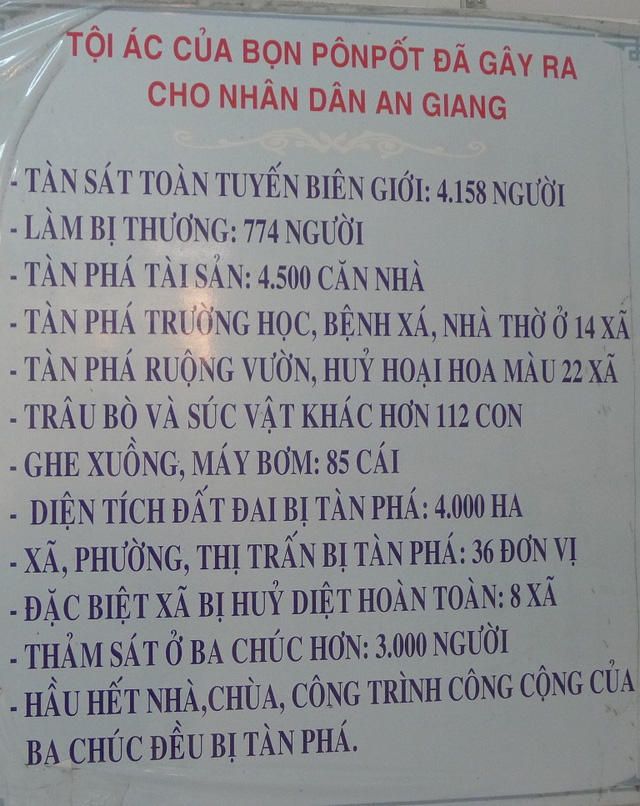 TỘI ÁC CỦA BỌN PÔNPỐT ĐÃ GÂY RA
CHO NHÂN DÂN AN GIANG
- TÀN SÁT TOÀN TUYẾN BIÊN GIỚI: 4.158 NGƯỜI
- LÀM BỊ THƯƠNG: 774 NGƯỜI
- TÀN PHÁ TÀI SẢN: 4.500 CĂN NHÀ
- TÀN PHÁ TRƯỜNG HỌC, BỆNH XÁ, NHÀ THỜ Ở 14 XÃ
- TÀN PHÁ RUỘNG VƯỜN, HUỶ HOẠI HOA MÀU 22 XÃ
- TRÂU BÒ VÀ SÚC VẬT KHÁC HƠN 112 CON
- GHE XUỒNG, MÁY BƠM: 85 CÁI
- DIỆN TÍCH ĐẤT ĐAI BỊ TÀN PHÁ: 4.000 HA
- XÃ, PHƯỜNG, THỊ TRẤN BỊ TÀN PHÁ: 36 ĐƠN VỊ
- ĐẶC BIỆT XÃ BỊ HUỶ DIỆT HOÀN TOÀN: 8 XÃ
- THẢM SÁT Ở BA CHÚC HƠN: 3.000 NGƯỜI
- HẦU HẾT NHÀ,CHÙA, CÔNG TRÌNH CÔNG CỘNG CỦA
BA CHÚC ĐỀU BỊ TÀN PHÁ.